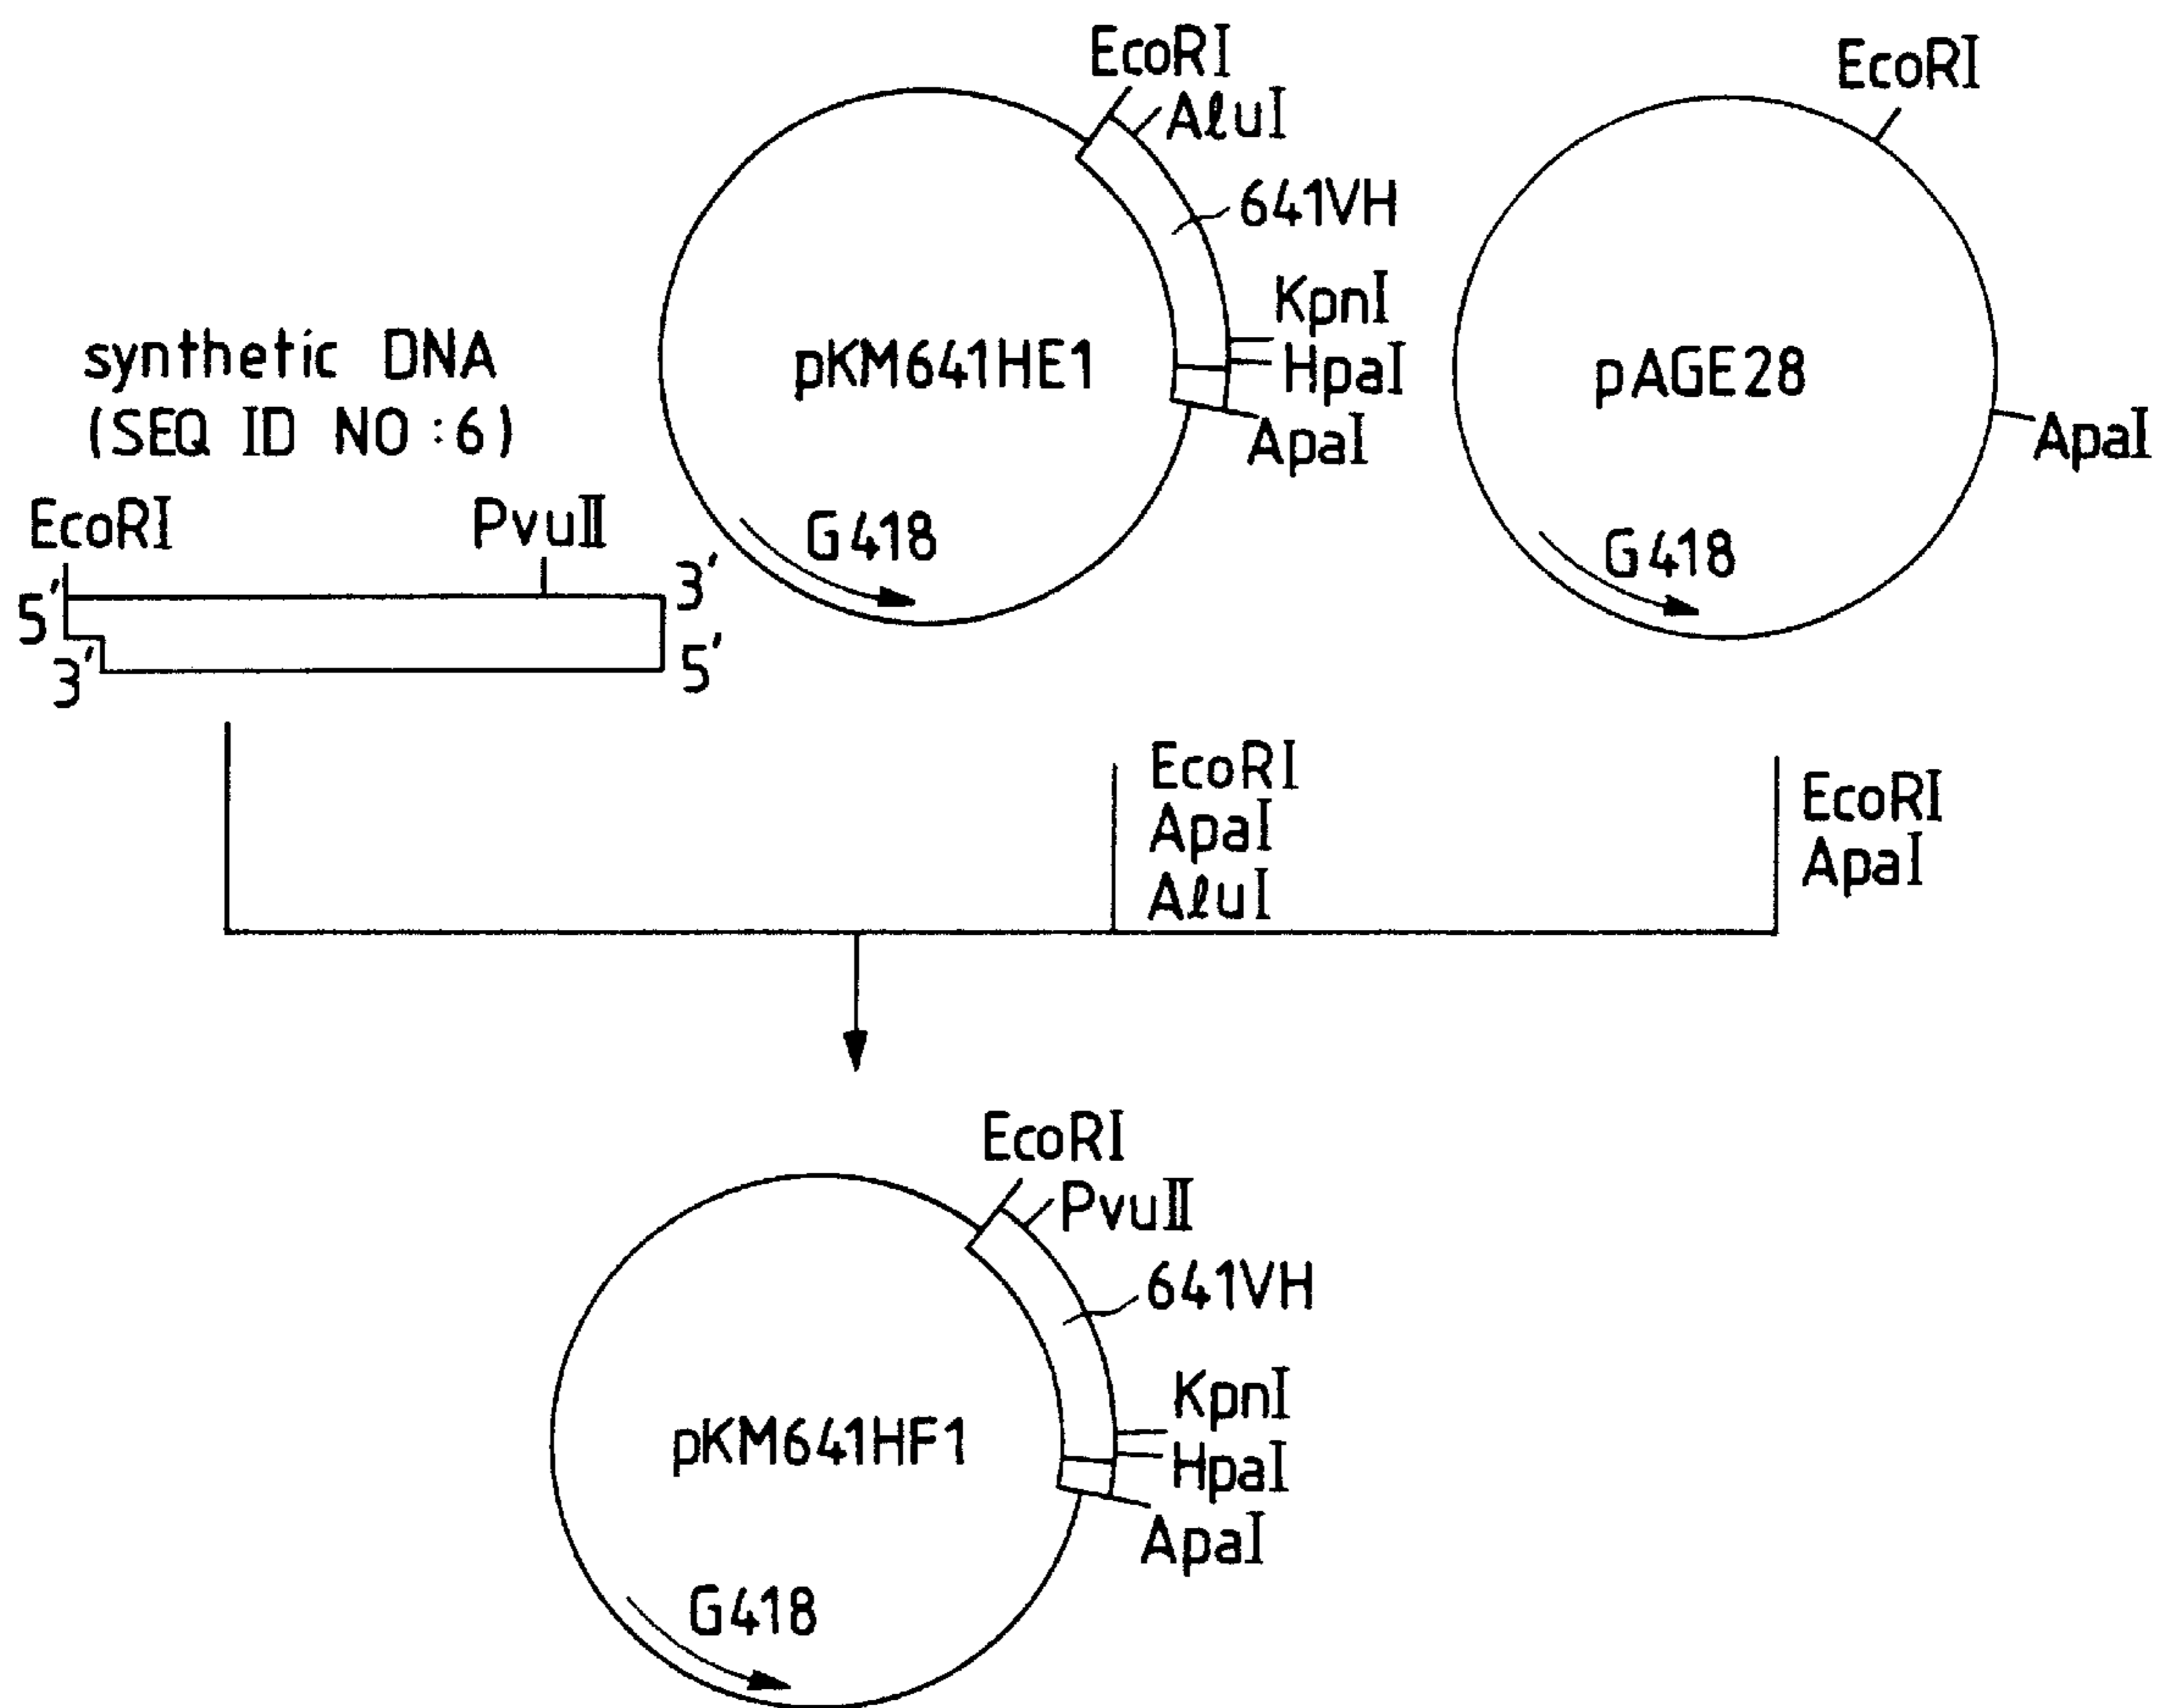 synthetic DNA
(SEQ ID NO : 6)
EcoRI
PvuII
5'
3'
3'
5'
EcoRI
AluI
641VH
KpnI
HpaI
ApaI
pKM641HE1
G418
EcoRI
pAGE28
ApaI
G418
EcoRI
ApaI
AluI
EcoRI
ApaI
EcoRI
PvuII
641VH
KpnI
HpaI
ApaI
pKM641HF1
G418